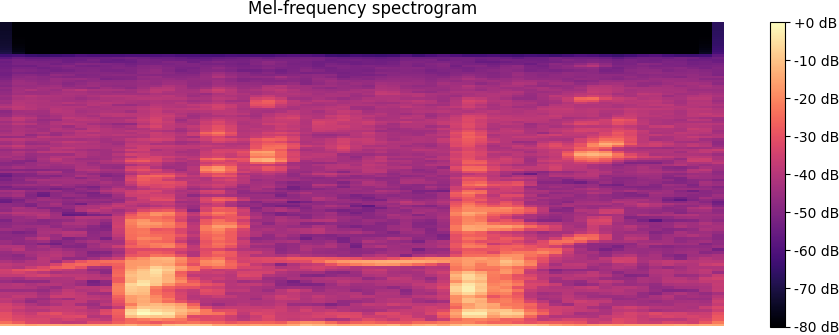 Mel-frequency spectrogram
+0 dB
-10 dB
-20 dB
-30 dB
-40 dB
-50 dB
-60 dB
-70 dB
-80 dB